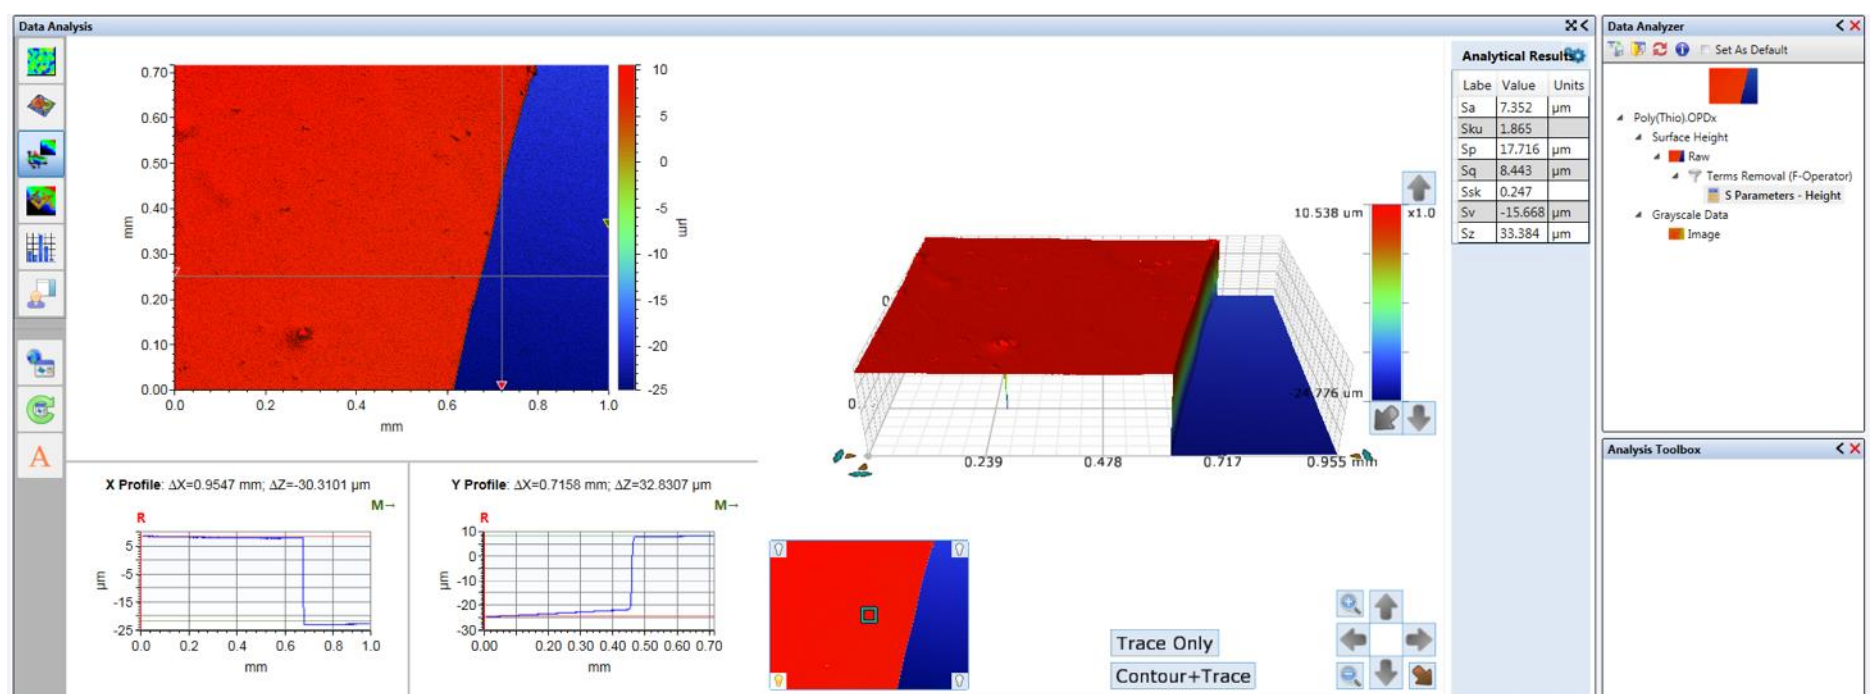 Data Analysis
0.70
0.60
0.50
0.40
0.30
0.20
0.10
0.00
mm
0.0 0.2 0.4 0.6 0.8 1.0
mm
10
5
0
-5
-10
-15
-20
-25
µm
X Profile: ΔX=0.9547 mm; ΔZ=-30.3101 µm
M→
R
5
-5
-15
-25
µm
0.0 0.2 0.4 0.6 0.8 1.0
mm
Y Profile: ΔX=0.7158 mm; ΔZ=32.8307 µm
M→
R
10
0
-10
-20
-30
µm
0.00 0.20 0.30 0.40 0.50 0.60 0.70
mm
10.538 um
x1.0
-24.776 um
0.
0.
0.239 0.478 0.717 0.955 mm
Trace Only
Contour+Trace
Analytical Results
Labe Value Units
Sa 7.352 µm
Sku 1.865
Sp 17.716 µm
Sq 8.443 µm
Ssk 0.247
Sv -15.668 µm
Sz 33.384 µm
Data Analyzer
Set As Default
Poly(Thio).OPDx
Surface Height
Raw
Terms Removal (F-Operator)
S Parameters - Height
Grayscale Data
Image
Analysis Toolbox
A